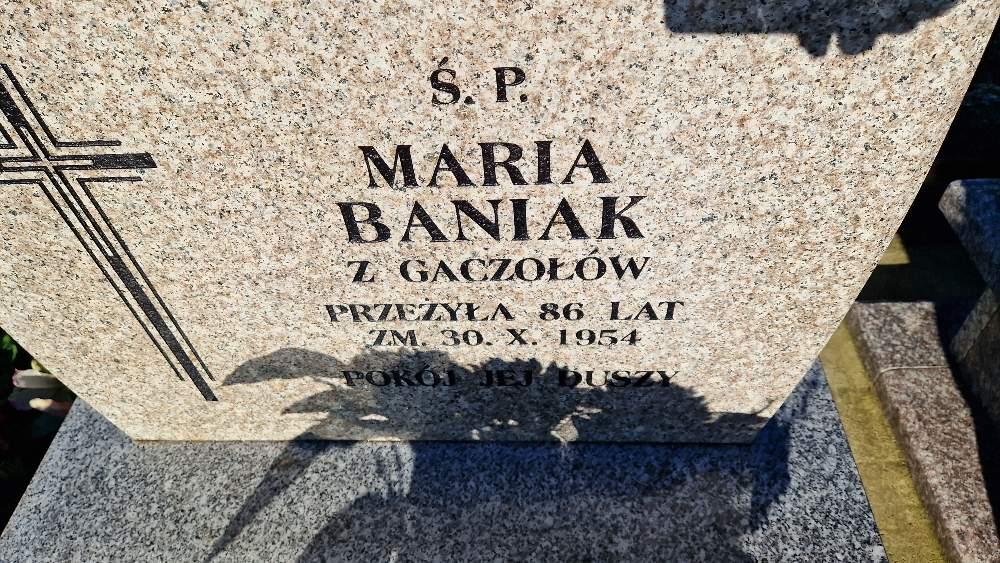 Ś. P.
MARIA
BANIAK
Z GACZOŁÓW
PRZEŻYŁA 86 LAT
ZM. 30. X. 1954
POKÓJ JEJ DUSZY